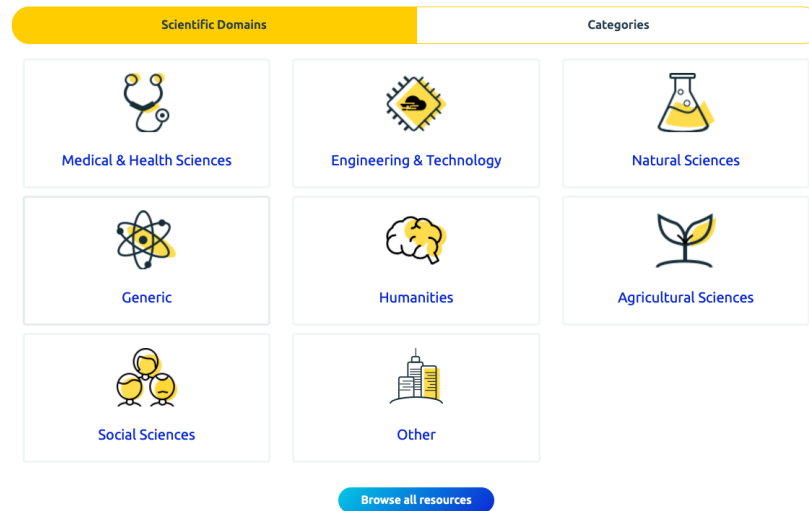 Scientific Domains
Categories
Medical & Health Sciences
Engineering & Technology
Natural Sciences
Generic
Humanities
Agricultural Sciences
Social Sciences
Other
Browse all resources